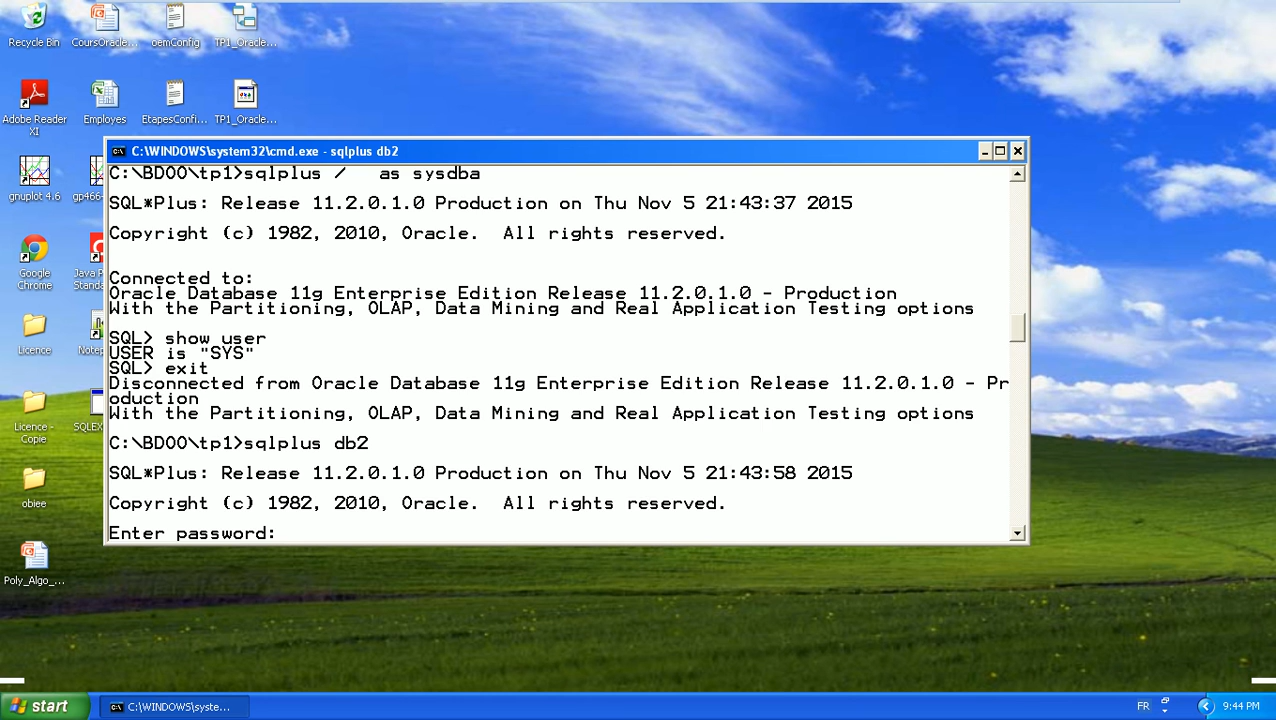 Recycle Bin
CoursOracle...
oemConfig
TP1_Oracle...
Adobe Reader XI
Employes
EtapesConfi...
TP1_Oracle...
gnuplot 4.6
gp466-
Google Chrome
Java P
Standa
Licence
Notep
Licence - Copie
SQLEX
obiee
Poly_Algo_...
C:\WINDOWS\system32\cmd.exe - sqlplus db2
C:\BDOO\tp1>sqlplus /   as sysdba
SQL*Plus: Release 11.2.0.1.0 Production on Thu Nov 5 21:43:37 2015
Copyright (c) 1982, 2010, Oracle.  All rights reserved.
Connected to:
Oracle Database 11g Enterprise Edition Release 11.2.0.1.0 - Production
With the Partitioning, OLAP, Data Mining and Real Application Testing options
SQL> show user
USER is "SYS"
SQL> exit
Disconnected from Oracle Database 11g Enterprise Edition Release 11.2.0.1.0 - Pr
oduction
With the Partitioning, OLAP, Data Mining and Real Application Testing options
C:\BDOO\tp1>sqlplus db2
SQL*Plus: Release 11.2.0.1.0 Production on Thu Nov 5 21:43:58 2015
Copyright (c) 1982, 2010, Oracle.  All rights reserved.
Enter password:
start
C:\WINDOWS\syste...
FR
9:44 PM